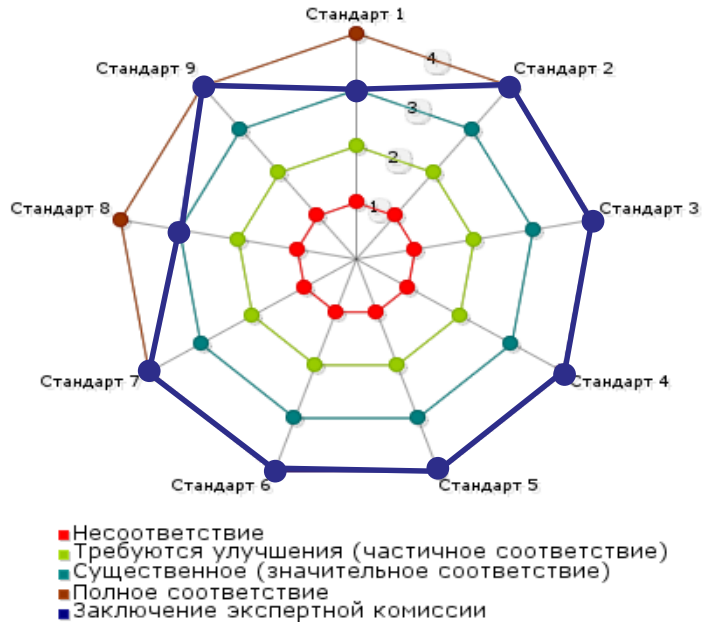 Стандарт 1
4
Стандарт 9
Стандарт 2
3
2
1
Стандарт 8
Стандарт 3
Стандарт 7
Стандарт 4
Стандарт 6
Стандарт 5
Несоответствие
Требуются улучшения (частичное соответствие)
Существенное (значительное соответствие)
Полное соответствие
Заключение экспертной комиссии